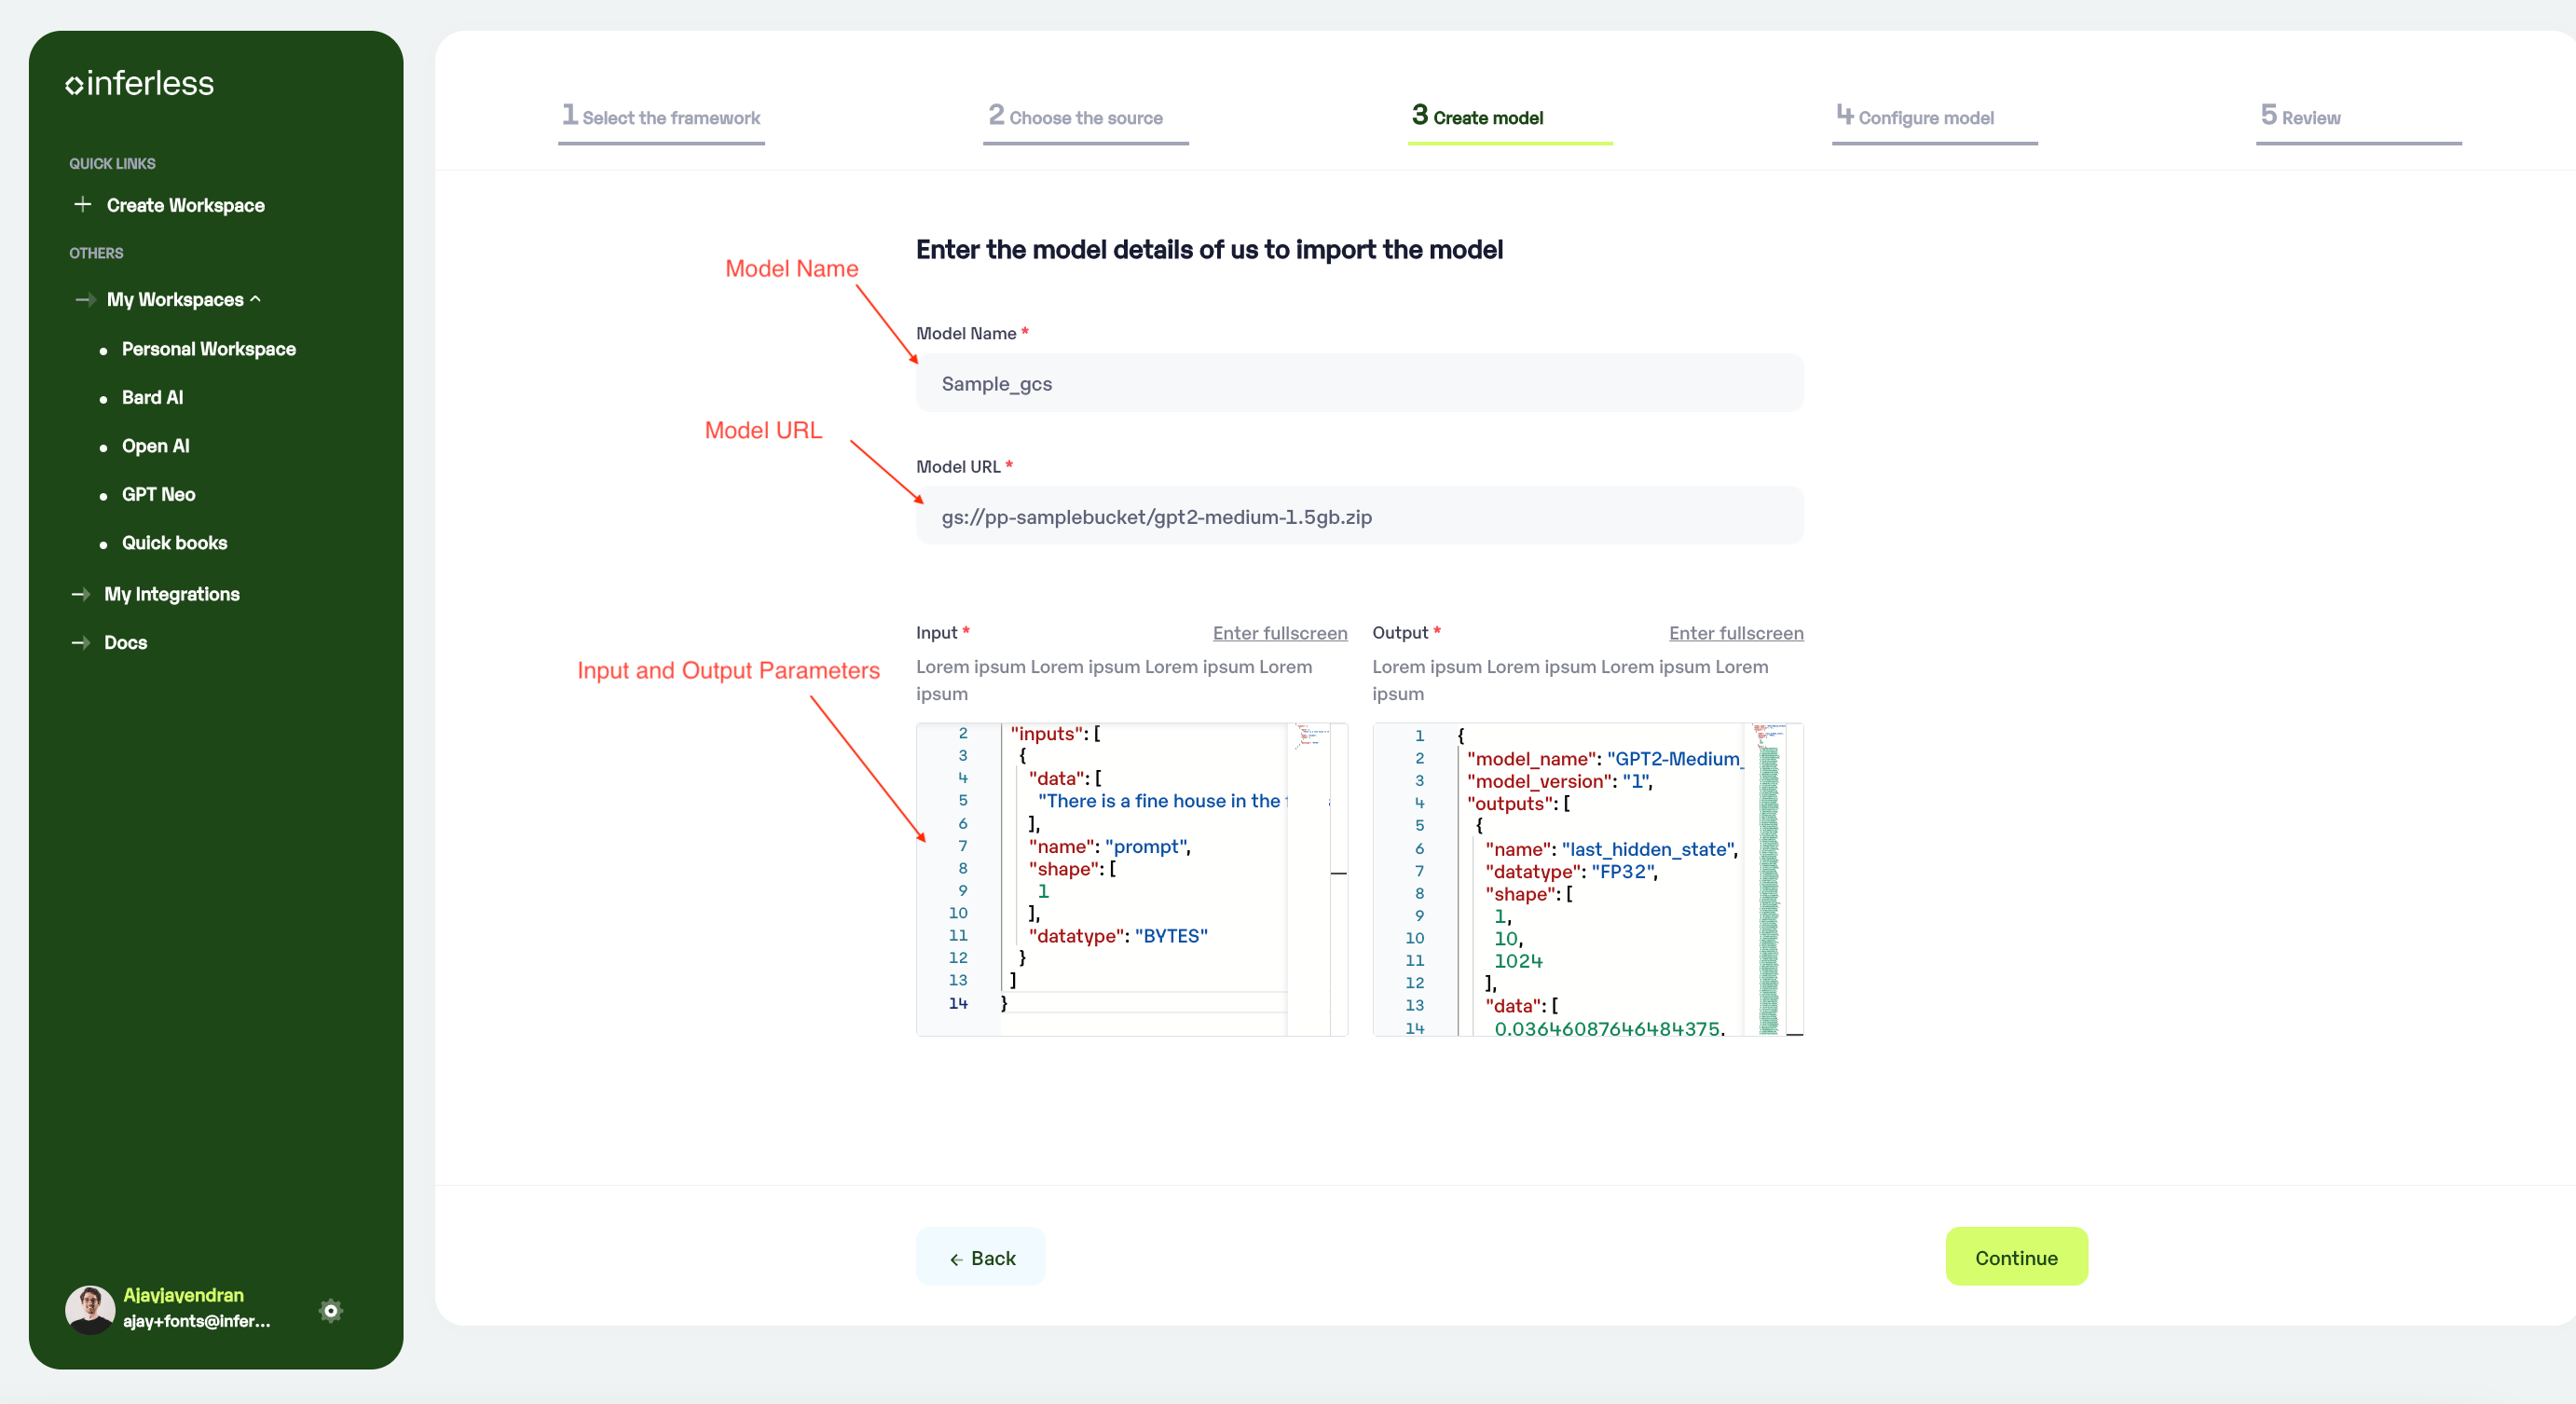 inferless
QUICK LINKS
Create Workspace
OTHERS
My Workspaces
Personal Workspace
Bard AI
Open AI
GPT Neo
Quick books
My Integrations
Docs
Ajayjayendran
ajay+fonts@infer...
1 Select the framework
2 Choose the source
3 Create model
4 Configure model
5 Review
Enter the model details of us to import the model
Model Name
Model Name *
Sample_gcs
Model URL
Model URL *
gs://pp-samplebucket/gpt2-medium-1.5gb.zip
Input and Output Parameters
Input *
Enter fullscreen
Lorem ipsum Lorem ipsum Lorem ipsum Lorem
ipsum
2 "inputs": [
3 {
4 "data": [
5 "There is a fine house in the
6 ],
7 "name": "prompt",
8 "shape": [
9 1
10 ],
11 "datatype": "BYTES"
12 }
13 ]
14 }
Output *
Enter fullscreen
Lorem ipsum Lorem ipsum Lorem ipsum Lorem
ipsum
1 {
2 "model_name": "GPT2-Medium_
3 "model_version": "1",
4 "outputs": [
5 {
6 "name": "last_hidden_state",
7 "datatype": "FP32",
8 "shape": [
9 1,
10 10,
11 1024
12 ],
13 "data": [
14 0.03646087646484375,
← Back
Continue